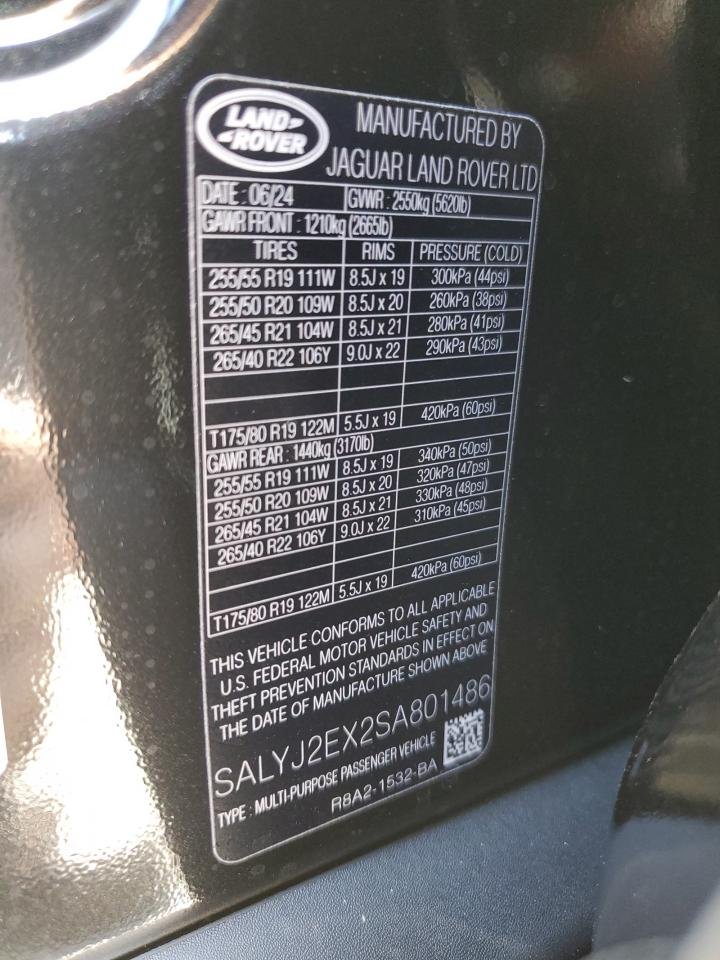 LAND-
-ROVER
MANUFACTURED BY
JAGUAR LAND ROVER LTD
DATE : 06/24 GVWR : 2550kg (5620lb)
GAWR FRONT : 1210kg (2665lb)
TIRES RIMS PRESSURE (COLD)
255/55 R19 111W 8.5J x 19 300kPa (44psi)
255/50 R20 109W 8.5J x 20 260kPa (38psi)
265/45 R21 104W 8.5J x 21 280kPa (41psi)
265/40 R22 106Y 9.0J x 22 290kPa (43psi)
T175/80 R19 122M 5.5J x 19 420kPa (60psi)
GAWR REAR : 1440kg (3170lb)
255/55 R19 111W 8.5J x 19 340kPa (50psi)
255/50 R20 109W 8.5J x 20 320kPa (47psi)
265/45 R21 104W 8.5J x 21 330kPa (48psi)
265/40 R22 106Y 9.0J x 22 310kPa (45psi)
T175/80 R19 122M 5.5J x 19 420kPa (60psi)
THIS VEHICLE CONFORMS TO ALL APPLICABLE
U.S. FEDERAL MOTOR VEHICLE SAFETY AND
THEFT PREVENTION STANDARDS IN EFFECT ON
THE DATE OF MANUFACTURE SHOWN ABOVE
SALYJ2EX2SA801486
TYPE : MULTI-PURPOSE PASSENGER VEHICLE
R8A2-1532-BA